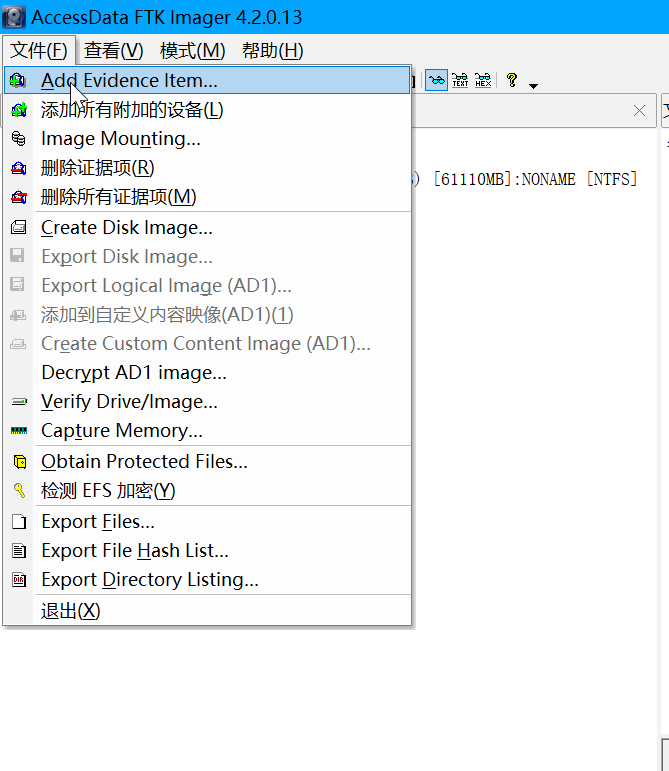 AccessData FTK Imager 4.2.0.13
文件(F) 查看(V) 模式(M) 帮助(H)
Add Evidence Item...
添加所有附加的设备(L)
Image Mounting...
删除证据项(R)
) [61110MB]:NONAME [NTFS]
删除所有证据项(M)
Create Disk Image...
Export Disk Image...
Export Logical Image (AD1)...
添加到自定义内容映像(AD1)(1)
Create Custom Content Image (AD1)...
Decrypt AD1 image...
Verify Drive/Image...
Capture Memory...
Obtain Protected Files...
检测 EFS 加密(Y)
Export Files...
Export File Hash List...
Export Directory Listing...
退出(X)